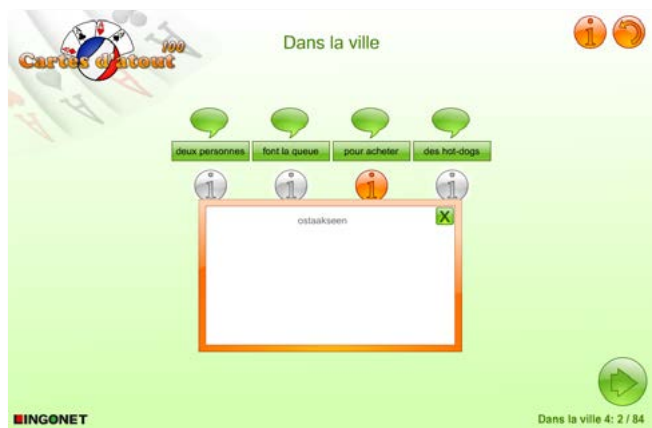 100
Cartes d'atout
Dans la ville
deux personnes
font la queue
pour acheter
des hot-dogs
ostaakseen
X
LINGONET
Dans la ville 4: 2 / 84